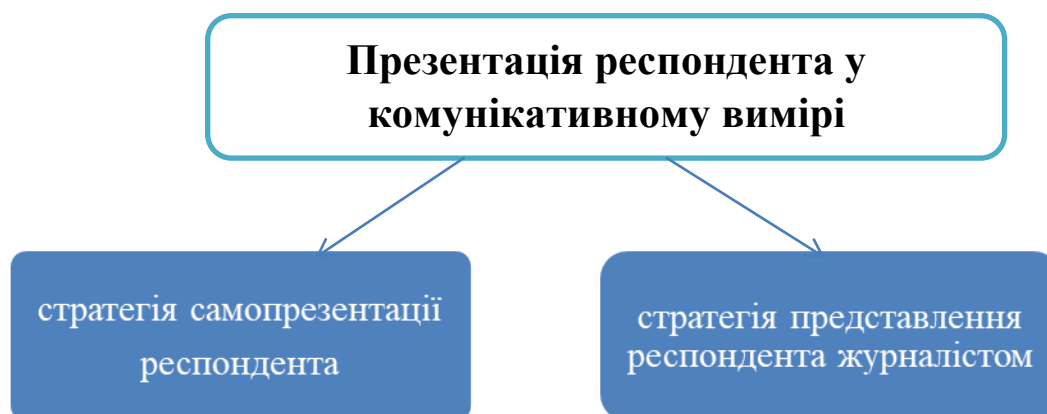 Презентація респондента у
комунікативному вимірі
стратегія самопрезентації
респондента
стратегія представлення
респондента журналістом